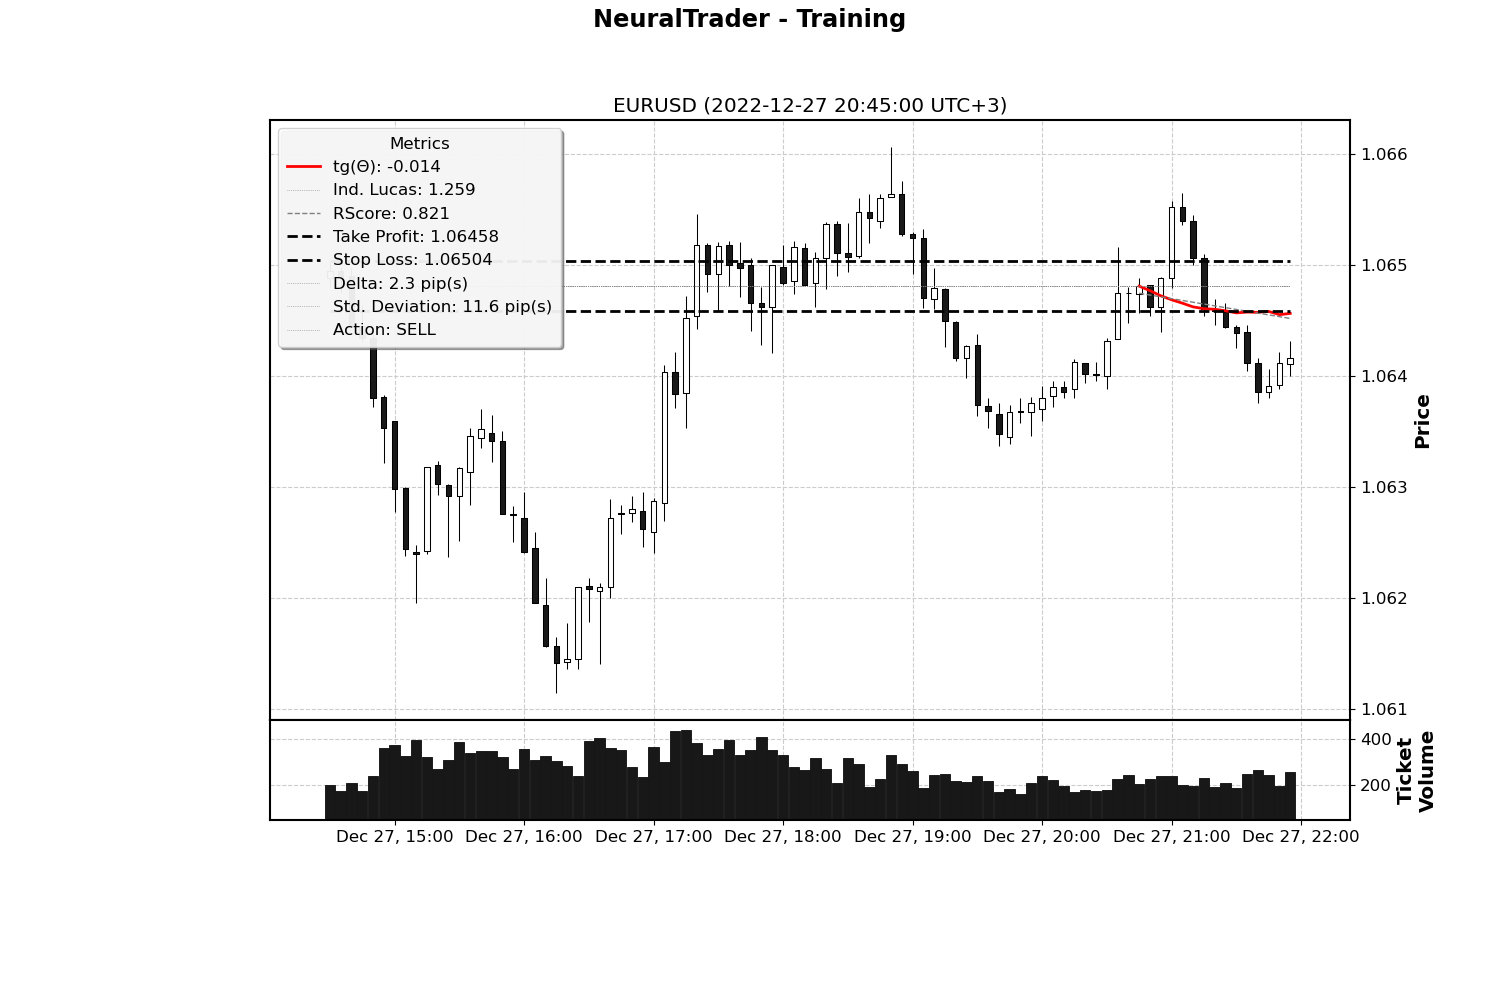 NeuralTrader - Training
EURUSD (2022-12-27 20:45:00 UTC+3)
Metrics
tg(Θ): -0.014
Ind. Lucas: 1.259
RScore: 0.821
Take Profit: 1.06458
Stop Loss: 1.06504
Delta: 2.3 pip(s)
Std. Deviation: 11.6 pip(s)
Action: SELL
1.066
1.065
1.064
1.063
1.062
1.061
Price
400
200
Ticket
Volume
Dec 27, 15:00
Dec 27, 16:00
Dec 27, 17:00
Dec 27, 18:00
Dec 27, 19:00
Dec 27, 20:00
Dec 27, 21:00
Dec 27, 22:00